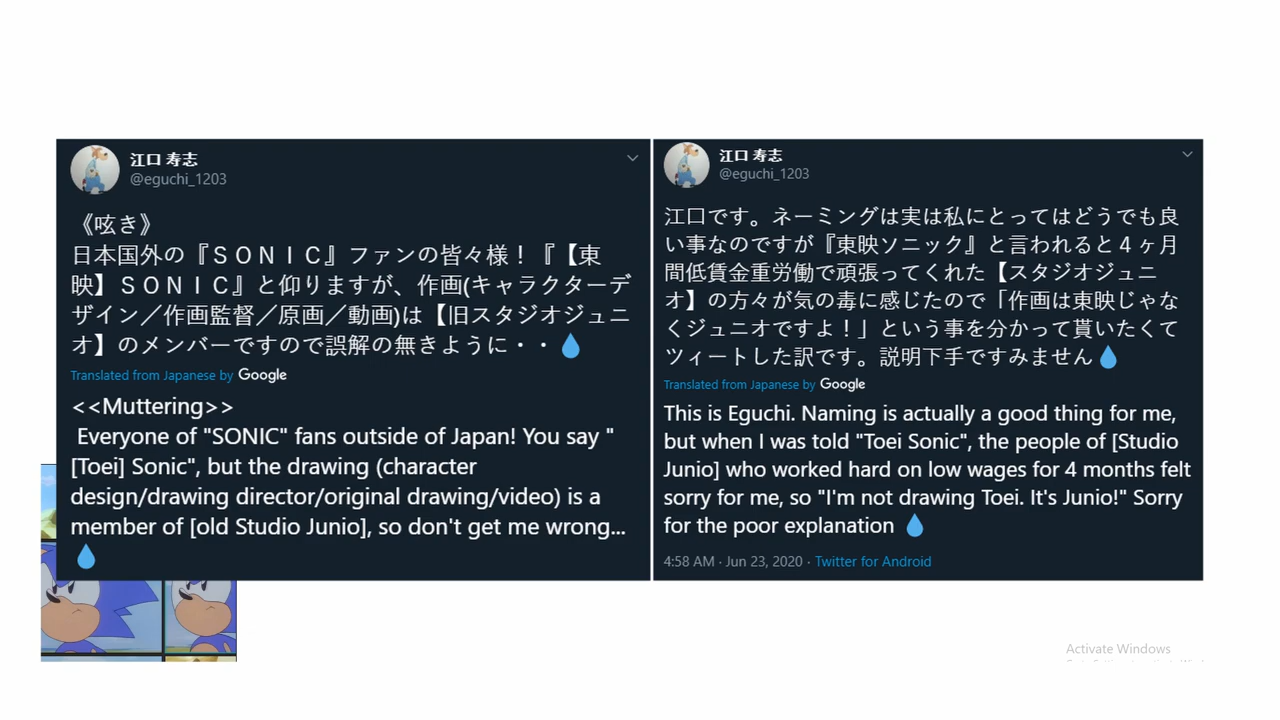 江口 寿志
@eguchi_1203
《呟き》
日本国外の『ＳＯＮＩＣ』ファンの皆々様！『【東
映】ＳＯＮＩＣ』と仰りますが、作画(キャラクターデ
ザイン／作画監督／原画／動画)は【旧スタジオジュニ
オ】のメンバーですので誤解の無きように・・💧
Translated from Japanese by Google
<<Muttering>>
Everyone of "SONIC" fans outside of Japan! You say "
[Toei] Sonic", but the drawing (character
design/drawing director/original drawing/video) is a
member of [old Studio Junio], so don't get me wrong...
💧
江口 寿志
@eguchi_1203
江口です。ネーミングは実は私にとってはどうでも良
い事なのですが『東映ソニック』と言われると４ヶ月
間低賃金重労働で頑張ってくれた【スタジオジュニ
オ】の方々が気の毒に感じたので「作画は東映じゃな
くジュニオですよ！」という事を分かって貰いたくて
ツィートした訳です。説明下手ですみません💧
Translated from Japanese by Google
This is Eguchi. Naming is actually a good thing for me,
but when I was told "Toei Sonic", the people of [Studio
Junio] who worked hard on low wages for 4 months felt
sorry for me, so "I'm not drawing Toei. It's Junio!" Sorry
for the poor explanation 💧
4:58 AM · Jun 23, 2020 · Twitter for Android
Activate Windows